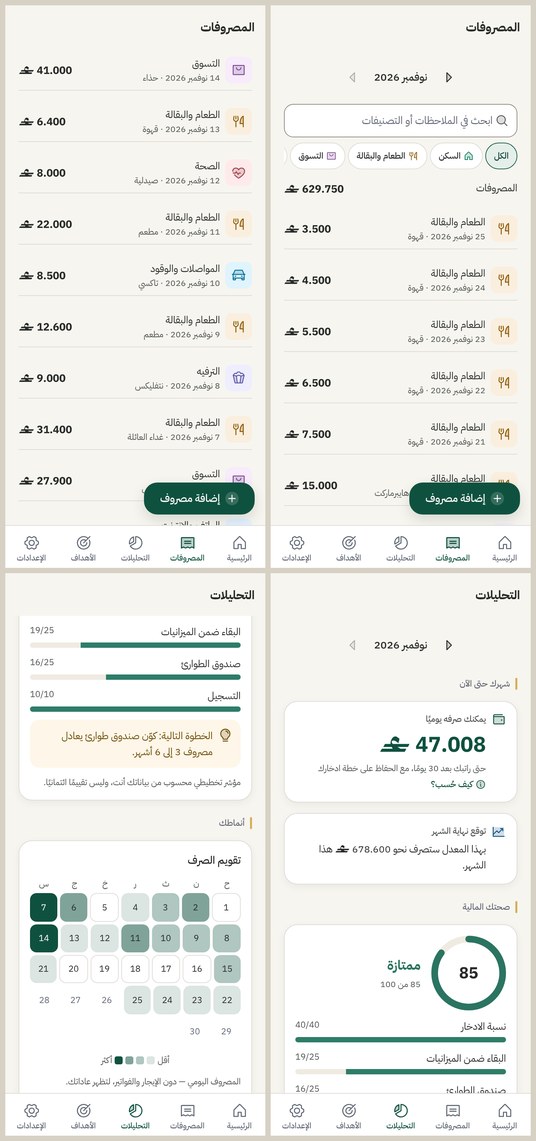 المصروفات
نوفمبر 2026
ابحث في الملاحظات أو التصنيفات
الكل
السكن
الطعام والبقالة
التسوق
المصروفات
629.750
الطعام والبقالة
25 نوفمبر 2026 · قهوة
3.500
الطعام والبقالة
24 نوفمبر 2026 · قهوة
4.500
الطعام والبقالة
23 نوفمبر 2026 · قهوة
5.500
الطعام والبقالة
22 نوفمبر 2026 · قهوة
6.500
الطعام والبقالة
21 نوفمبر 2026 · قهوة
7.500
الطعام والبقالة
هايبرماركت
15.000
إضافة مصروف
الرئيسية
المصروفات
التحليلات
الأهداف
الإعدادات
المصروفات
التسوق
14 نوفمبر 2026 · حذاء
41.000
الطعام والبقالة
13 نوفمبر 2026 · قهوة
6.400
الصحة
12 نوفمبر 2026 · صيدلية
8.000
الطعام والبقالة
11 نوفمبر 2026 · مطعم
22.000
المواصلات والوقود
10 نوفمبر 2026 · تاكسي
8.500
الطعام والبقالة
9 نوفمبر 2026 · مطعم
12.600
الترفيه
8 نوفمبر 2026 · نتفليكس
9.000
الطعام والبقالة
7 نوفمبر 2026 · غداء العائلة
31.400
التسوق
27.900
إضافة مصروف
الرئيسية
المصروفات
التحليلات
الأهداف
الإعدادات
التحليلات
نوفمبر 2026
شهرك حتى الآن
يمكنك صرفه يوميًا
47.008
حتى راتبك بعد 30 يومًا، مع الحفاظ على خطة ادخارك
كيف حُسب؟
توقع نهاية الشهر
بهذا المعدل ستصرف نحو 678.600 هذا
الشهر.
صحتك المالية
85
ممتازة
85 من 100
نسبة الادخار
40/40
البقاء ضمن الميزانيات
19/25
صندوق الطوارئ
16/25
الرئيسية
المصروفات
التحليلات
الأهداف
الإعدادات
التحليلات
البقاء ضمن الميزانيات
19/25
صندوق الطوارئ
16/25
التسجيل
10/10
الخطوة التالية: كوّن صندوق طوارئ يعادل
مصروف 3 إلى 6 أشهر.
مؤشر تخطيطي محسوب من بياناتك أنت، وليس تقييمًا ائتمانيًا.
أنماطك
تقويم الصرف
ح ن ث ر خ ج س
1 2 3 4 5 6 7
8 9 10 11 12 13 14
15 16 17 18 19 20 21
22 23 24 25 26 27 28
29 30
أقل
أكثر
المصروف اليومي — دون الإيجار والفواتير، لتظهر عاداتك.
الرئيسية
المصروفات
التحليلات
الأهداف
الإعدادات